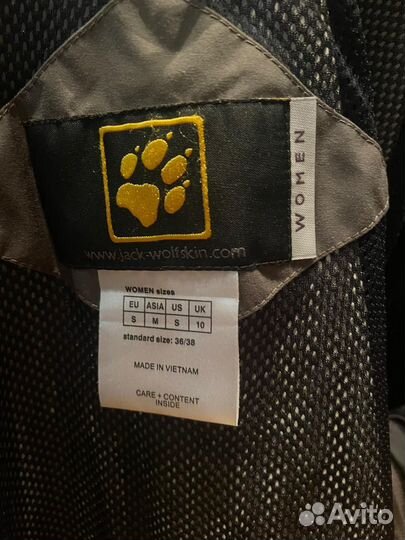 www.jack-wolfskin.com
WOMEN
WOMEN sizes
EU ASIA US UK
S M S 10
standard size: 36/38
MADE IN VIETNAM
CARE + CONTENT
INSIDE
Avito